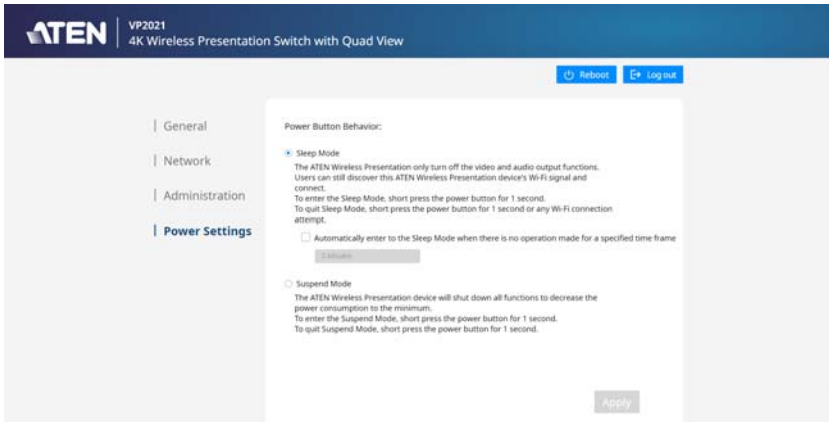 ATEN
VP2021
4K Wireless Presentation Switch with Quad View
Reboot
Log out
General
Network
Administration
Power Settings
Power Button Behavior:
Sleep Mode
The ATEN Wireless Presentation only turn off the video and audio output functions.
Users can still discover this ATEN Wireless Presentation device's Wi-Fi signal and
connect.
To enter the Sleep Mode, short press the power button for 1 second.
To quit Sleep Mode, short press the power button for 1 second or any Wi-Fi connection
attempt.
Automatically enter to the Sleep Mode when there is no operation made for a specified time frame
Suspend Mode
The ATEN Wireless Presentation device will shut down all functions to decrease the
power consumption to the minimum.
To enter the Suspend Mode, short press the power button for 1 second.
To quit Suspend Mode, short press the power button for 1 second.
Apply